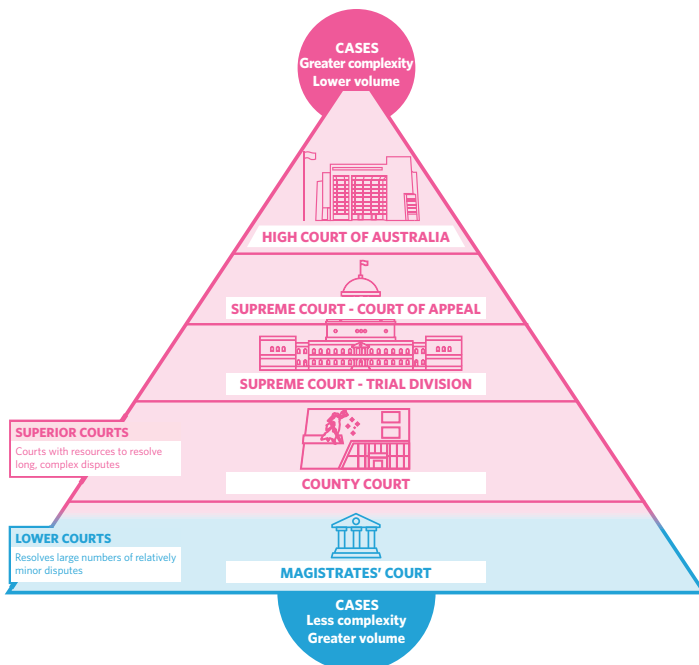 CASES
Greater complexity
Lower volume
HIGH COURT OF AUSTRALIA
SUPREME COURT - COURT OF APPEAL
SUPREME COURT - TRIAL DIVISION
SUPERIOR COURTS
Courts with resources to resolve
long, complex disputes
COUNTY COURT
LOWER COURTS
Resolves large numbers of relatively
minor disputes
MAGISTRATES' COURT
CASES
Less complexity
Greater volume